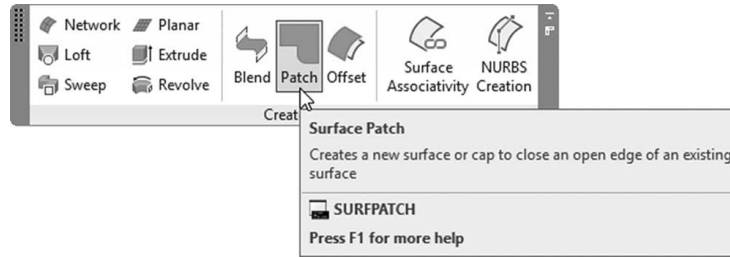 Network
Planar
Loft
Extrude
Sweep
Revolve
Blend
Patch
Offset
Surface
Associativity
NURBS
Creation
Creat
Surface Patch
Creates a new surface or cap to close an open edge of an existing
surface
SURFPATCH
Press F1 for more help